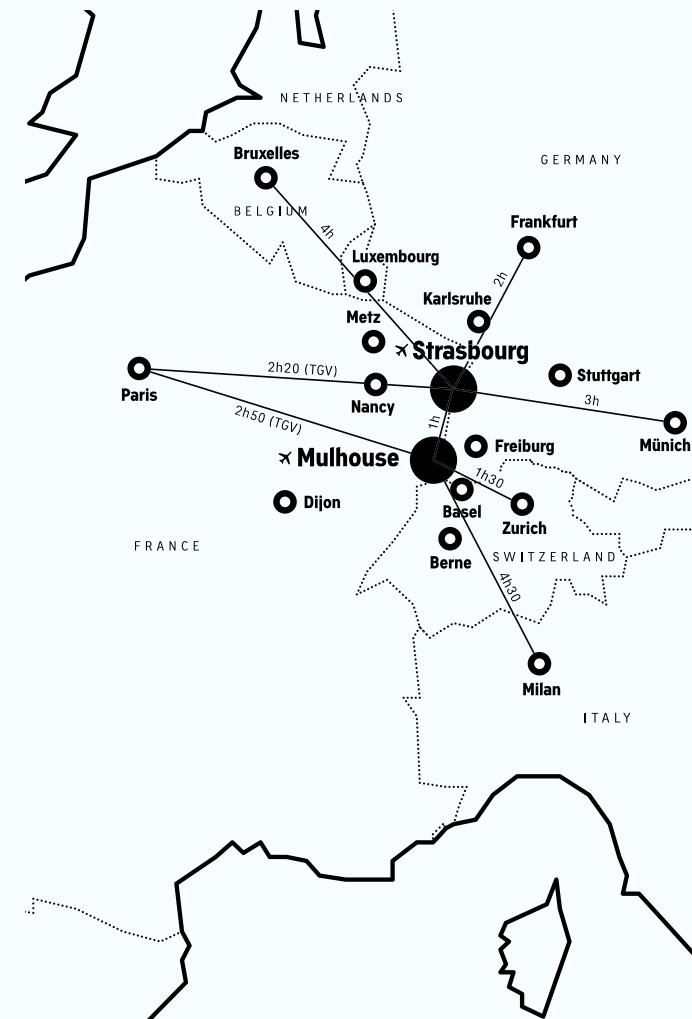 NETHERLANDS
Bruxelles
GERMANY
BELGIUM
Frankfurt
4h
Luxembourg
2h
Karlsruhe
Metz
Strasbourg
2h20 (TGV)
Stuttgart
Paris
Nancy
3h
2h50 (TGV)
1h
Münich
Mulhouse
Freiburg
1h30
Dijon
Basel
Zurich
FRANCE
Berne
SWITZERLAND
4h30
Milan
ITALY